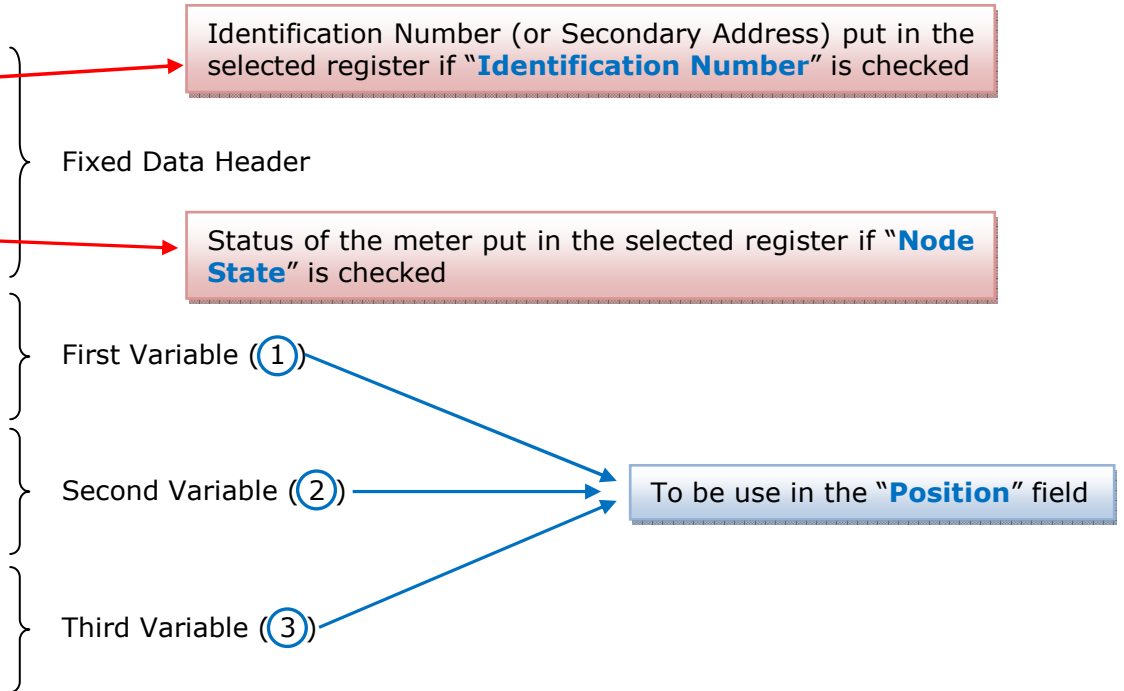 Identification Number (or Secondary Address) put in the
selected register if “Identification Number” is checked
Fixed Data Header
Status of the meter put in the selected register if “Node
State” is checked
First Variable (1)
Second Variable (2)
To be use in the “Position” field
Third Variable (3)